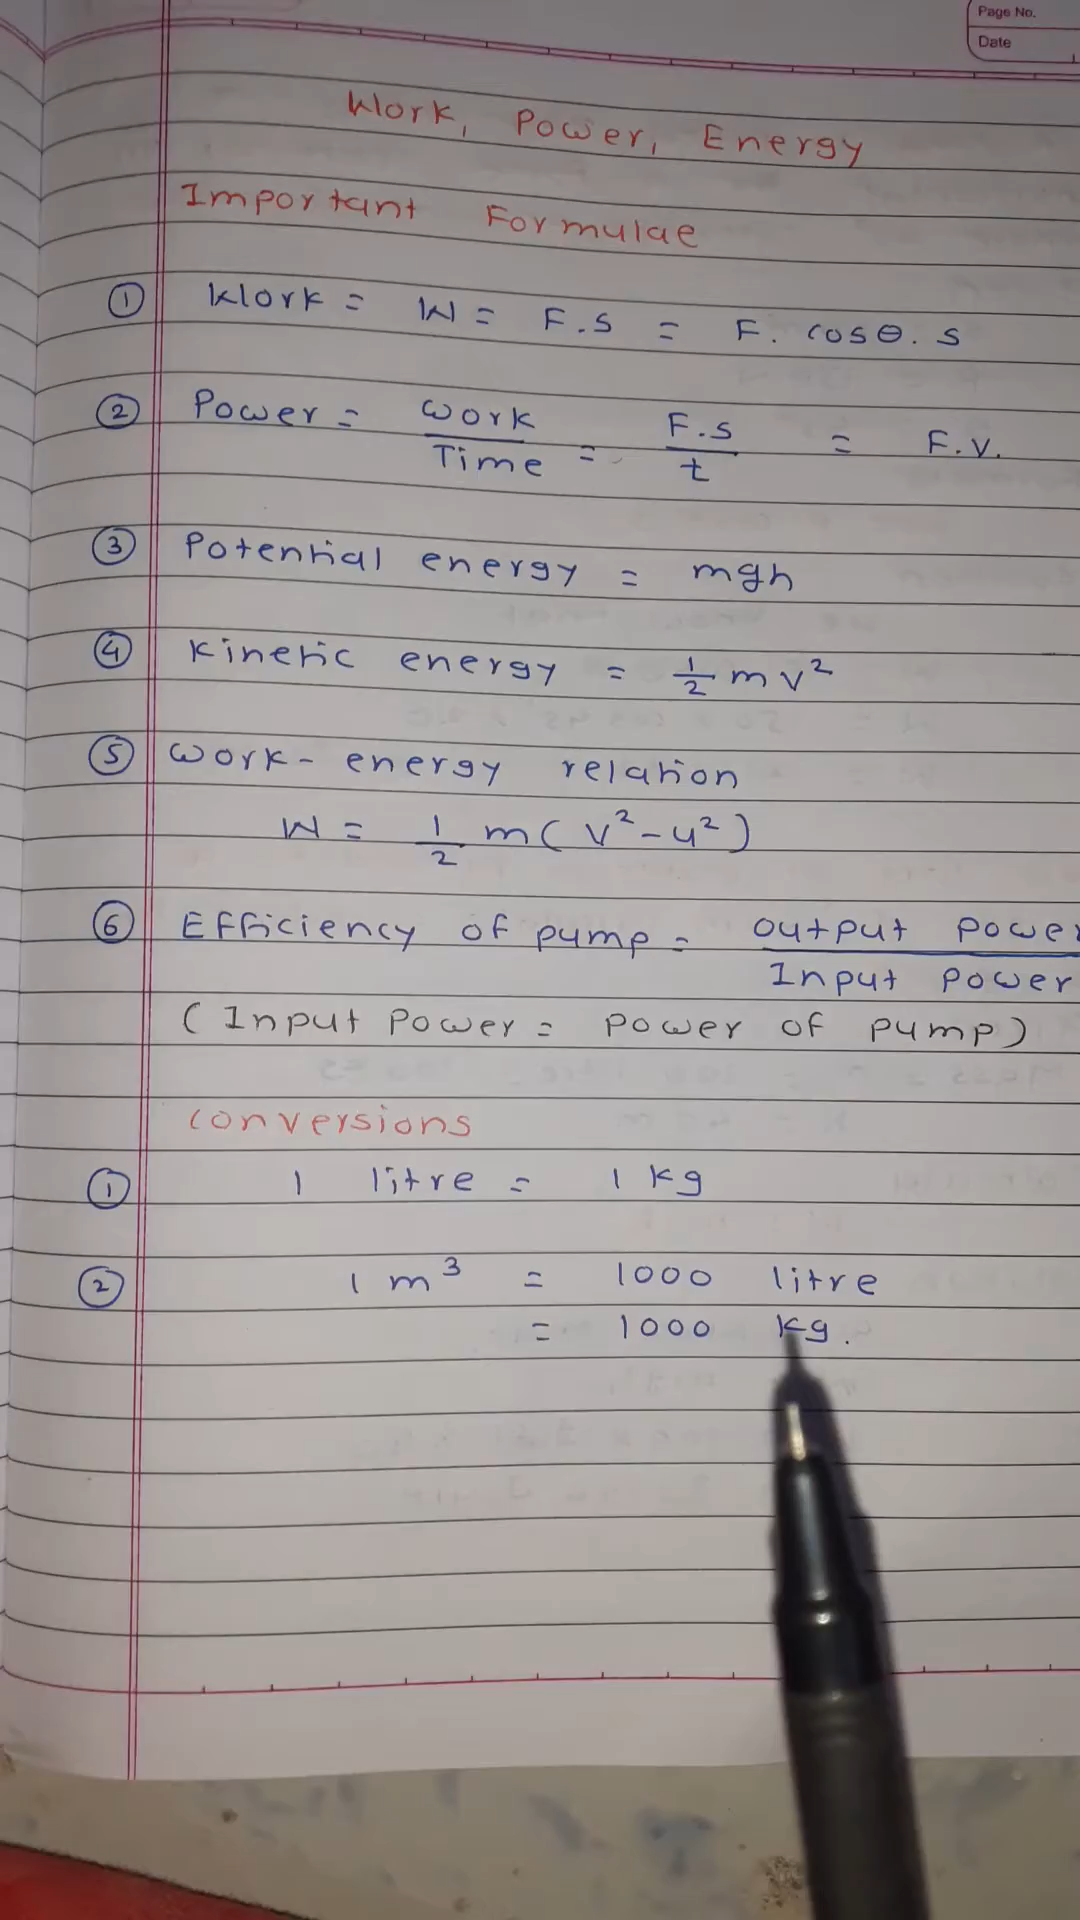 Page No.
Date
Work, Power, Energy
Important Formulae
① Work = W = F.s = F. cosθ. s
② Power = Work / Time = F.s / t = F.v.
③ Potential energy = mgh
④ Kinetic energy = 1/2 mv²
⑤ Work-energy relation
W = 1/2 m(v²-u²)
⑥ Efficiency of pump = output power / Input power
(Input Power = power of pump)
Conversions
① 1 litre = 1 kg
② 1 m³ = 1000 litre
= 1000 kg.